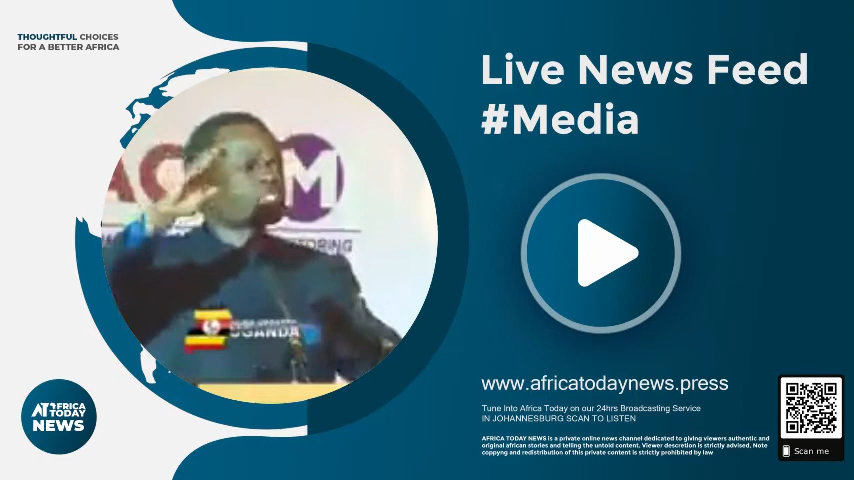 THOUGHTFUL CHOICES
FOR A BETTER AFRICA
Live News Feed
#Media
M
UGANDA
AFRICA
TODAY
NEWS
www.africatodaynews.press
Tune Into Africa Today on our 24hrs Broadcasting Service
IN JOHANNESBURG SCAN TO LISTEN
AFRICA TODAY NEWS is a private online news channel dedicated to giving viewers authentic and
original african stories and telling the untold content. Viewer descretion is strictly advised. Note
coppyng and redistribution of this private content is strictly prohibited by law
Scan me